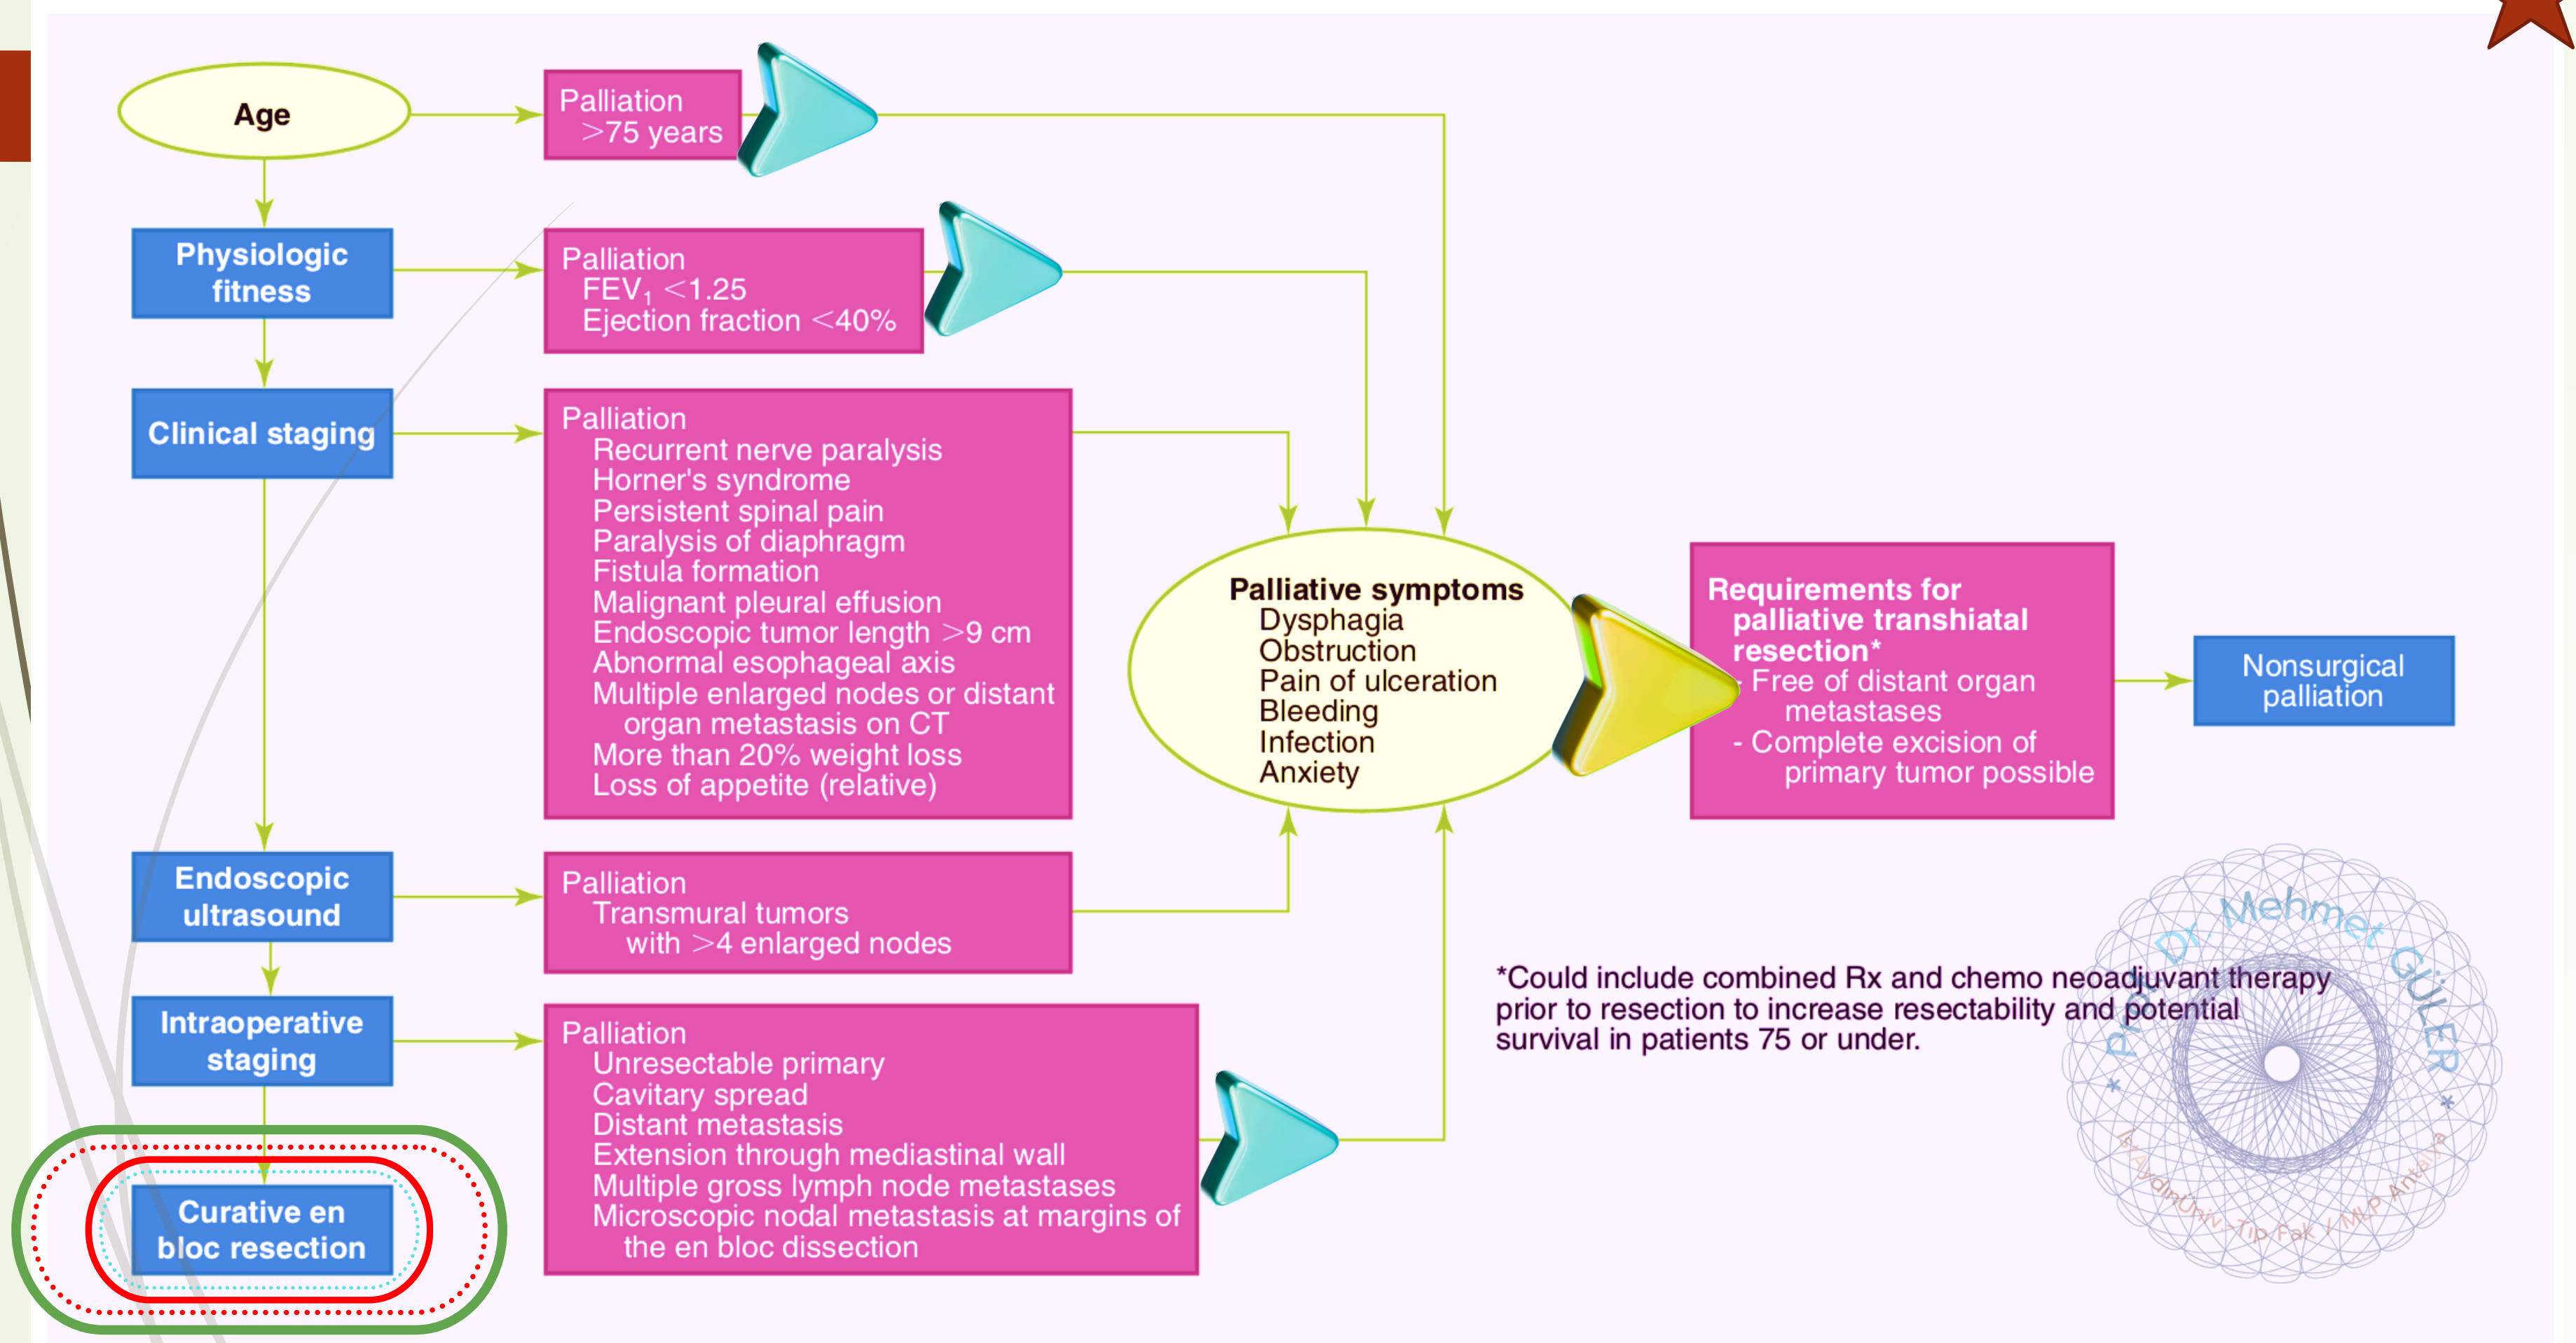 Age
Palliation
>75 years
Physiologic
fitness
Palliation
FEV1 <1.25
Ejection fraction <40%
Clinical staging
Palliation
Recurrent nerve paralysis
Horner's syndrome
Persistent spinal pain
Paralysis of diaphragm
Fistula formation
Malignant pleural effusion
Endoscopic tumor length >9 cm
Abnormal esophageal axis
Multiple enlarged nodes or distant
organ metastasis on CT
More than 20% weight loss
Loss of appetite (relative)
Palliative symptoms
Dysphagia
Obstruction
Pain of ulceration
Bleeding
Infection
Anxiety
Requirements for
palliative transhiatal
resection*
- Free of distant organ
metastases
- Complete excision of
primary tumor possible
Nonsurgical
palliation
Endoscopic
ultrasound
Palliation
Transmural tumors
with >4 enlarged nodes
Intraoperative
staging
Palliation
Unresectable primary
Cavitary spread
Distant metastasis
Extension through mediastinal wall
Multiple gross lymph node metastases
Microscopic nodal metastasis at margins of
the en bloc dissection
Curative en
bloc resection
*Could include combined Rx and chemo neoadjuvant therapy
prior to resection to increase resectability and potential
survival in patients 75 or under.
Dr. Mehmet GÜLER *
Tıp Fak / MLP Antalya